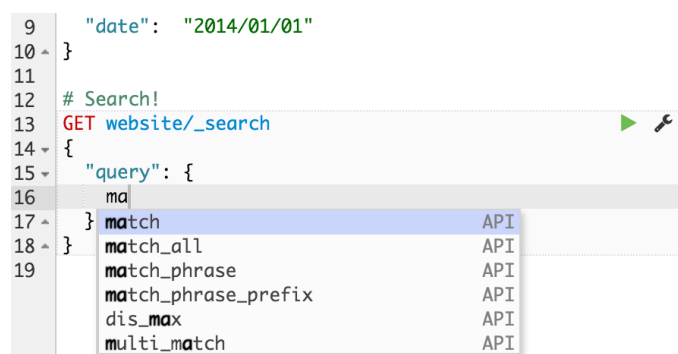 9 "date": "2014/01/01"
10 }
11
12 # Search!
13 GET website/_search
14 {
15 "query": {
16 ma
17 }
match API
18 }
match_all API
19
match_phrase API
match_phrase_prefix API
dis_max API
multi_match API